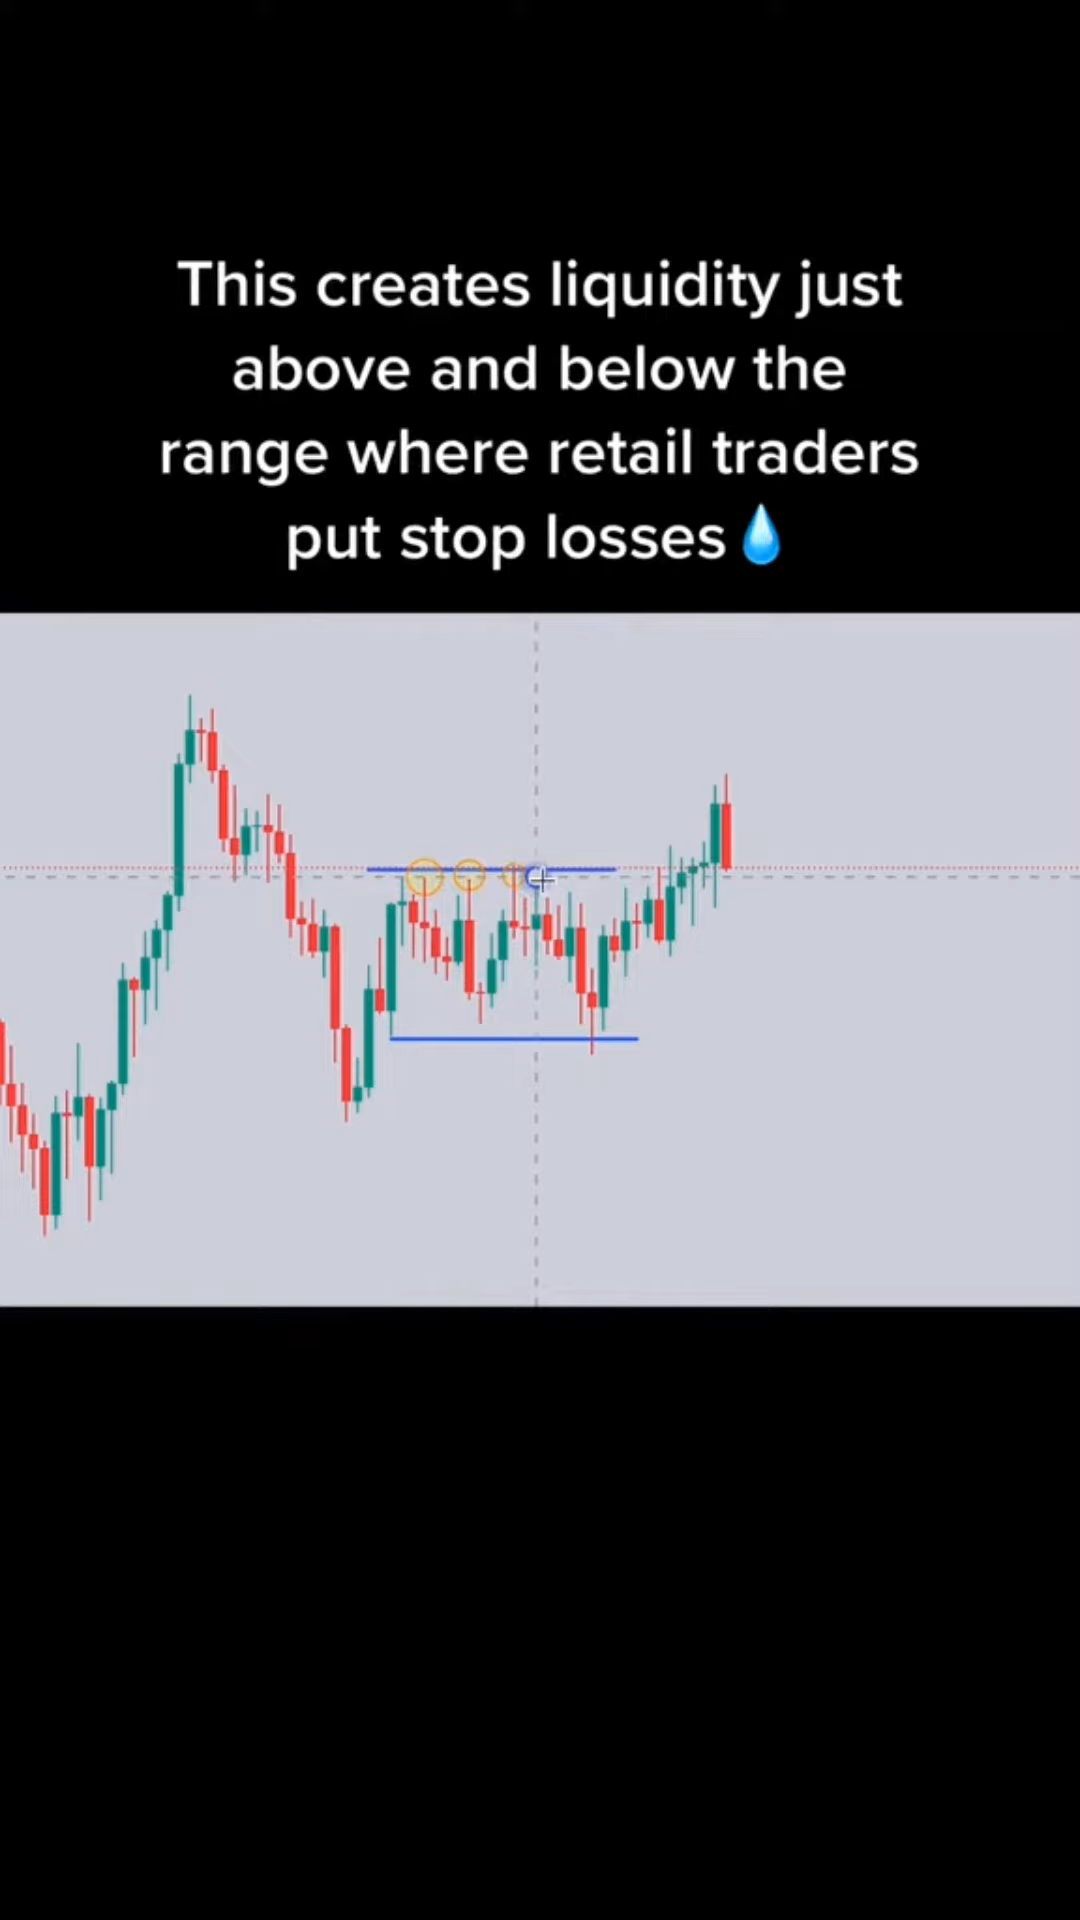 This creates liquidity just
above and below the
range where retail traders
put stop losses💧